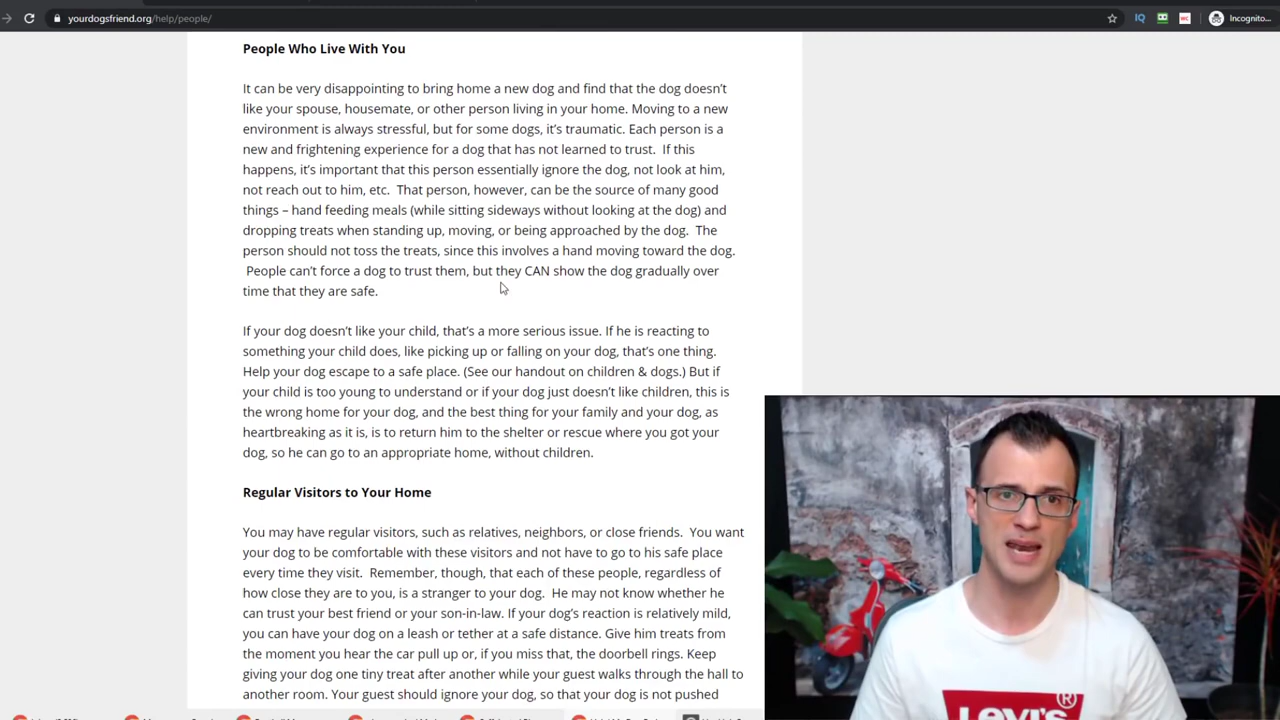 yourdogsfriend.org/help/people/
Incognito...
People Who Live With You
It can be very disappointing to bring home a new dog and find that the dog doesn't
like your spouse, housemate, or other person living in your home. Moving to a new
environment is always stressful, but for some dogs, it's traumatic. Each person is a
new and frightening experience for a dog that has not learned to trust.  If this
happens, it's important that this person essentially ignore the dog, not look at him,
not reach out to him, etc.  That person, however, can be the source of many good
things – hand feeding meals (while sitting sideways without looking at the dog) and
dropping treats when standing up, moving, or being approached by the dog.  The
person should not toss the treats, since this involves a hand moving toward the dog.
People can't force a dog to trust them, but they CAN show the dog gradually over
time that they are safe.
If your dog doesn't like your child, that's a more serious issue. If he is reacting to
something your child does, like picking up or falling on your dog, that's one thing.
Help your dog escape to a safe place. (See our handout on children & dogs.) But if
your child is too young to understand or if your dog just doesn't like children, this is
the wrong home for your dog, and the best thing for your family and your dog, as
heartbreaking as it is, is to return him to the shelter or rescue where you got your
dog, so he can go to an appropriate home, without children.
Regular Visitors to Your Home
You may have regular visitors, such as relatives, neighbors, or close friends.  You want
your dog to be comfortable with these visitors and not have to go to his safe place
every time they visit.  Remember, though, that each of these people, regardless of
how close they are to you, is a stranger to your dog.  He may not know whether he
can trust your best friend or your son-in-law. If your dog's reaction is relatively mild,
you can have your dog on a leash or tether at a safe distance. Give him treats from
the moment you hear the car pull up or, if you miss that, the doorbell rings. Keep
giving your dog one tiny treat after another while your guest walks through the hall to
another room. Your guest should ignore your dog, so that your dog is not pushed
Levi's ®